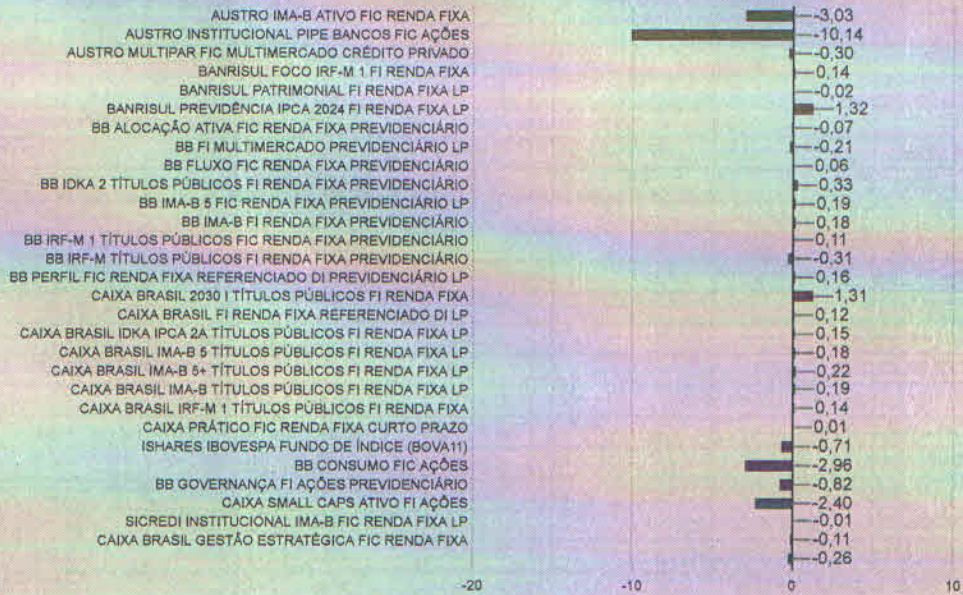 AUSTRO IMA-B ATIVO FIC RENDA FIXA -3,03
AUSTRO INSTITUCIONAL PIPE BANCOS FIC AÇÕES -10,14
AUSTRO MULTIPAR FIC MULTIMERCADO CRÉDITO PRIVADO -0,30
BANRISUL FOCO IRF-M 1 FI RENDA FIXA 0,14
BANRISUL PATRIMONIAL FI RENDA FIXA LP -0,02
BANRISUL PREVIDÊNCIA IPCA 2024 FI RENDA FIXA LP 1,32
BB ALOCAÇÃO ATIVA FIC RENDA FIXA PREVIDENCIÁRIO -0,07
BB FI MULTIMERCADO PREVIDENCIÁRIO LP -0,21
BB FLUXO FIC RENDA FIXA PREVIDENCIÁRIO 0,06
BB IDKA 2 TÍTULOS PÚBLICOS FI RENDA FIXA PREVIDENCIÁRIO 0,33
BB IMA-B 5 FIC RENDA FIXA PREVIDENCIÁRIO LP 0,19
BB IMA-B FI RENDA FIXA PREVIDENCIÁRIO 0,18
BB IRF-M 1 TÍTULOS PÚBLICOS FIC RENDA FIXA PREVIDENCIÁRIO 0,11
BB IRF-M TÍTULOS PÚBLICOS FI RENDA FIXA PREVIDENCIÁRIO -0,31
BB PERFIL FIC RENDA FIXA REFERENCIADO DI PREVIDENCIÁRIO LP 0,16
CAIXA BRASIL 2030 I TÍTULOS PÚBLICOS FI RENDA FIXA 1,31
CAIXA BRASIL FI RENDA FIXA REFERENCIADO DI LP 0,12
CAIXA BRASIL IDKA IPCA 2A TÍTULOS PÚBLICOS FI RENDA FIXA LP 0,15
CAIXA BRASIL IMA-B 5 TÍTULOS PÚBLICOS FI RENDA FIXA LP 0,18
CAIXA BRASIL IMA-B 5+ TÍTULOS PÚBLICOS FI RENDA FIXA LP 0,22
CAIXA BRASIL IMA-B TÍTULOS PÚBLICOS FI RENDA FIXA LP 0,19
CAIXA BRASIL IRF-M 1 TÍTULOS PÚBLICOS FI RENDA FIXA 0,14
CAIXA PRÁTICO FIC RENDA FIXA CURTO PRAZO 0,01
ISHARES IBOVESPA FUNDO DE ÍNDICE (BOVA11) -0,71
BB CONSUMO FIC AÇÕES -2,96
BB GOVERNANÇA FI AÇÕES PREVIDENCIÁRIO -0,82
CAIXA SMALL CAPS ATIVO FI AÇÕES -2,40
SICREDI INSTITUCIONAL IMA-B FIC RENDA FIXA LP -0,01
CAIXA BRASIL GESTÃO ESTRATÉGICA FIC RENDA FIXA -0,11
-0,26
-20 -10 0 10